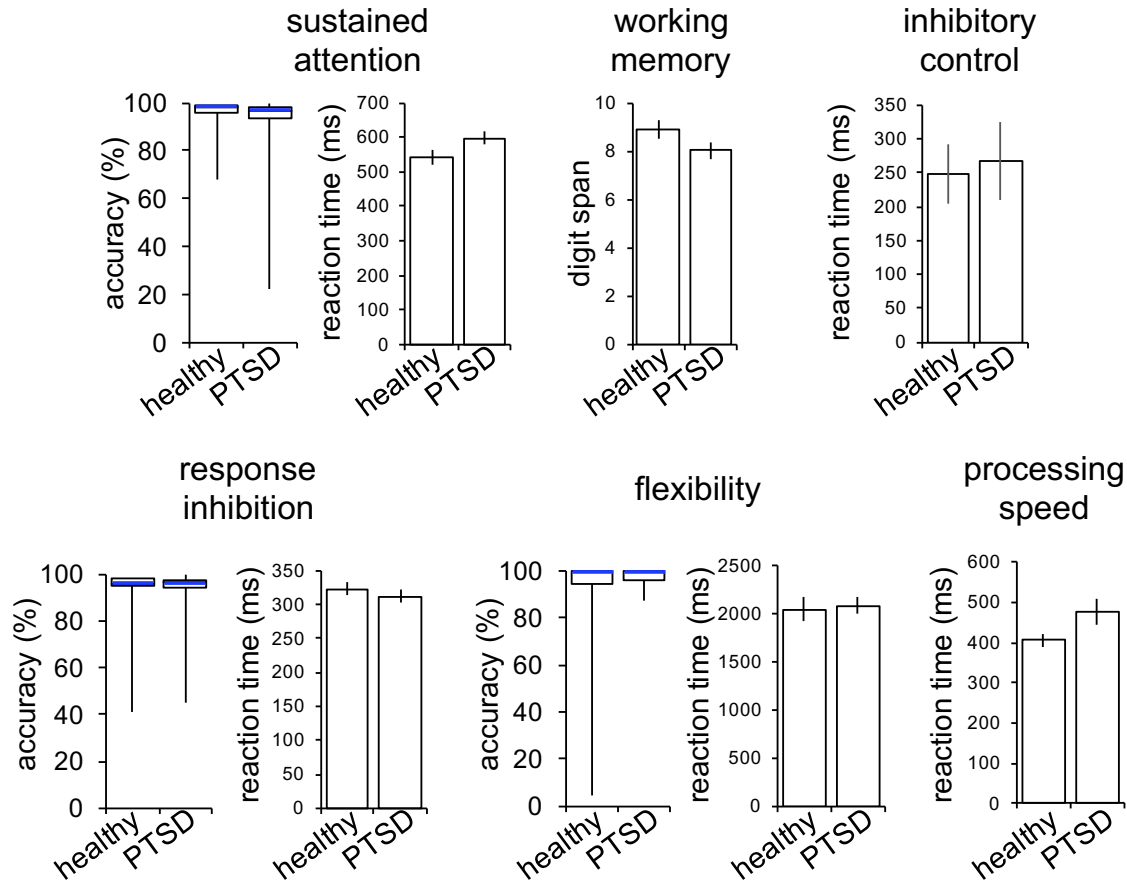 sustained
attention
working
memory
inhibitory
control
accuracy (%)
100
80
60
40
20
0
healthy
PTSD
reaction time (ms)
700
600
500
400
300
200
100
0
healthy
PTSD
digit span
10
8
6
4
2
0
healthy
PTSD
reaction time (ms)
350
300
250
200
150
100
50
0
healthy
PTSD
response
inhibition
flexibility
processing
speed
accuracy (%)
100
80
60
40
20
0
healthy
PTSD
reaction time (ms)
350
300
250
200
150
100
50
0
healthy
PTSD
accuracy (%)
100
80
60
40
20
0
healthy
PTSD
reaction time (ms)
2500
2000
1500
1000
500
0
healthy
PTSD
reaction time (ms)
600
500
400
300
200
100
0
healthy
PTSD